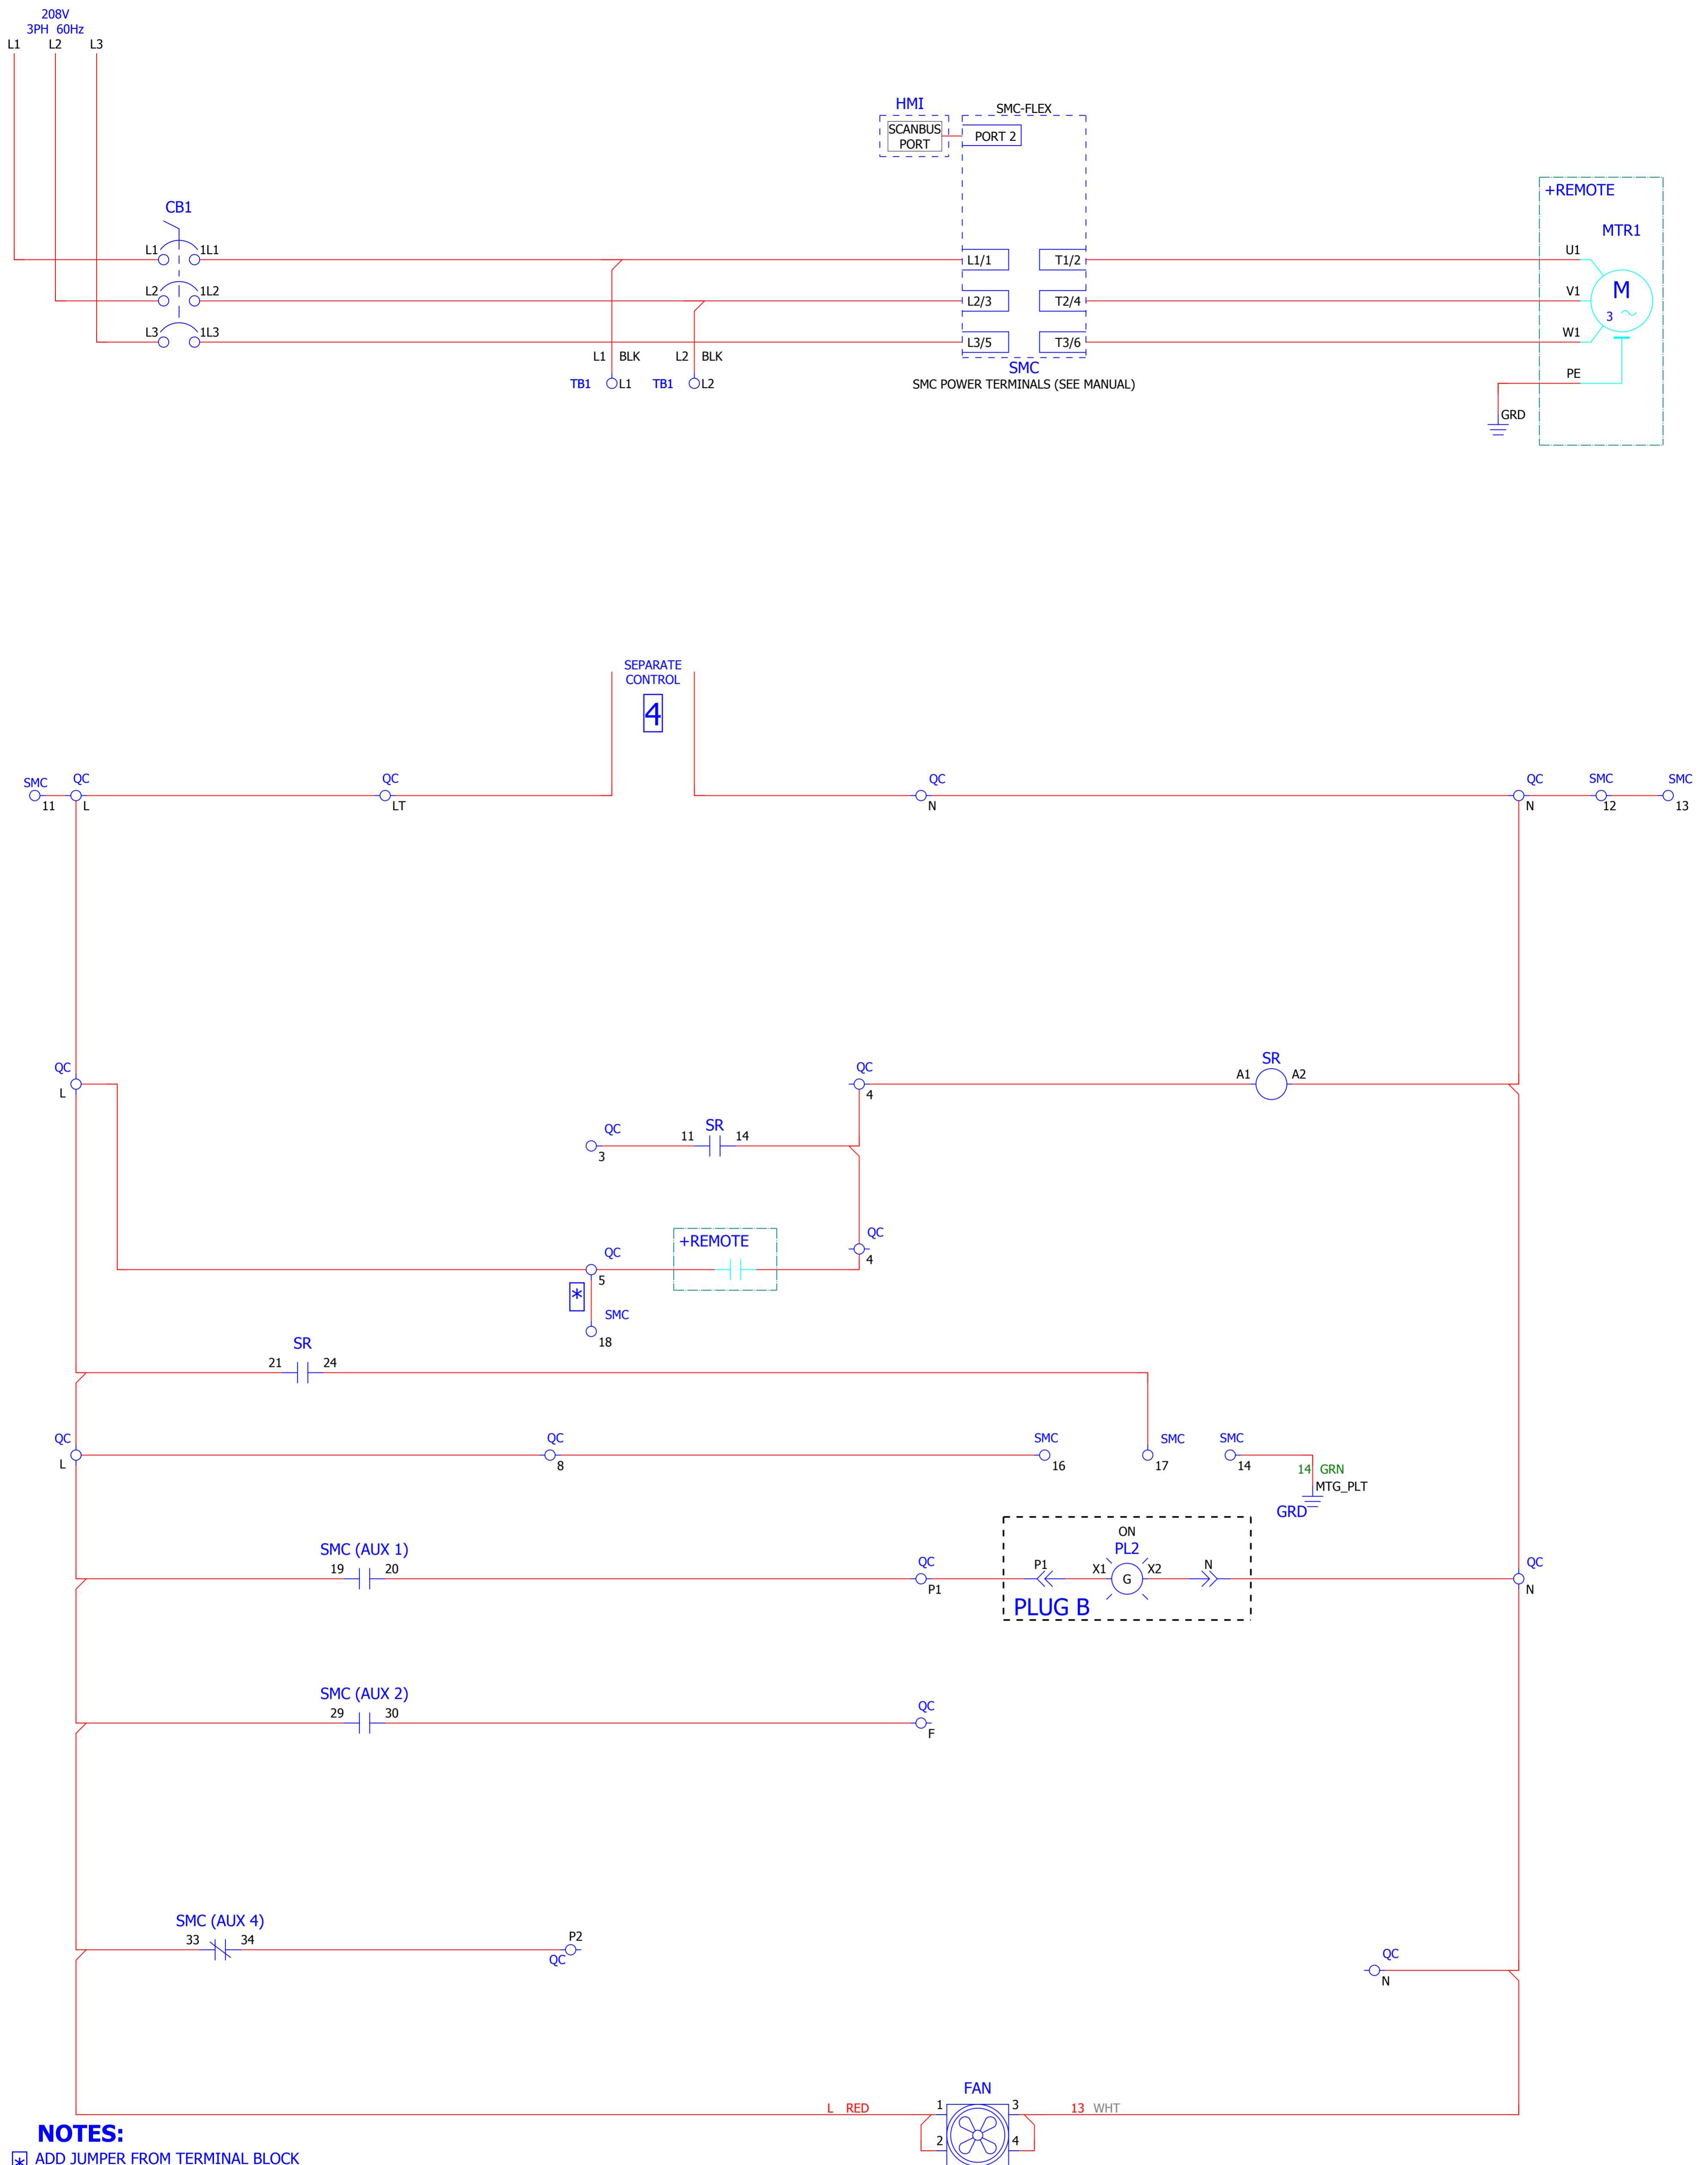 208V
3PH 60Hz
L1 L2 L3
HMI
SMC-FLEX
SCANBUS
PORT
PORT 2
+REMOTE
CB1
MTR1
L1 1L1
L1/1 T1/2
U1
L2 1L2
L2/3 T2/4
V1
M
3
L3 1L3
L3/5 T3/6
W1
L1 BLK L2 BLK
SMC
PE
TB1 L1 TB1 L2
SMC POWER TERMINALS (SEE MANUAL)
GRD
SEPARATE
CONTROL
4
SMC QC QC QC QC SMC SMC
11 L LT N N 12 13
QC QC SR
L 4 A1 A2
QC SR
3 11 14
QC
4
+REMOTE
QC
5
*
SMC
18
SR
21 24
QC QC SMC SMC SMC
L 8 16 17 14
14 GRN
MTG_PLT
GRD
ON
SMC (AUX 1)
PL2
19 20
QC
P1
P1 X1 G X2 N
QC
N
PLUG B
SMC (AUX 2)
29 30
QC
F
SMC (AUX 4)
33 34
P2
QC
QC
N
FAN
L RED 1 3 13 WHT
2 4
NOTES:
* ADD JUMPER FROM TERMINAL BLOCK